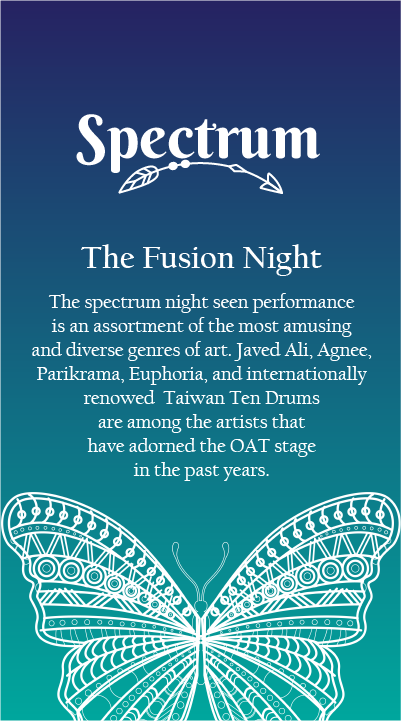 Spectrum
The Fusion Night
The spectrum night seen performance
is an assortment of the most amusing
and diverse genres of art. Javed Ali, Agnee,
Parikrama, Euphoria, and internationally
renowed Taiwan Ten Drums
are among the artists that
have adorned the OAT stage
in the past years.